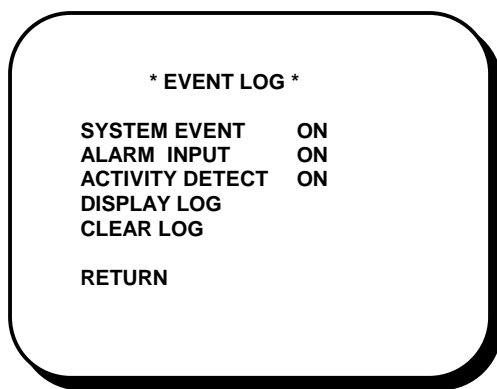 * EVENT LOG *
SYSTEM EVENT ON
ALARM INPUT ON
ACTIVITY DETECT ON
DISPLAY LOG
CLEAR LOG
RETURN